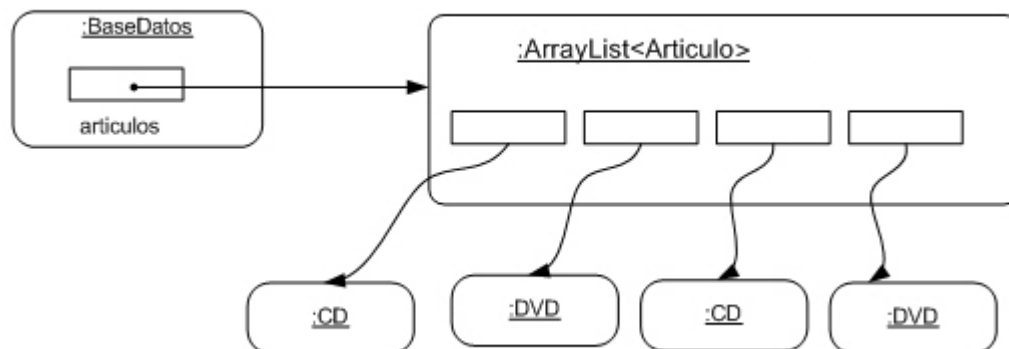 :BaseDatos
articulos
:ArrayList<Articulo>
:CD
:DVD
:CD
:DVD